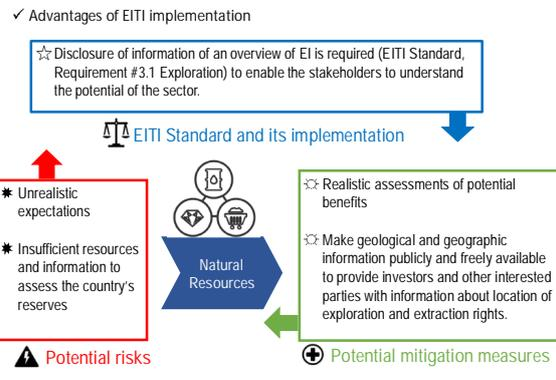 ✓ Advantages of EITI implementation
Disclosure of information of an overview of EI is required (EITI Standard,
Requirement #3.1 Exploration) to enable the stakeholders to understand
the potential of the sector.
EITI Standard and its implementation
Unrealistic
expectations
Insufficient resources
and information to
assess the country's
reserves
Potential risks
Natural
Resources
Realistic assessments of potential
benefits
Make geological and geographic
information publicly and freely available
to provide investors and other interested
parties with information about location of
exploration and extraction rights.
Potential mitigation measures